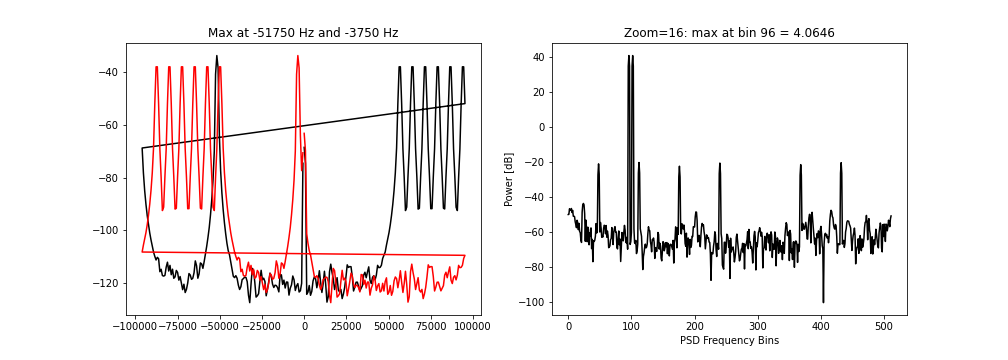 Max at -51750 Hz and -3750 Hz
−40
−60
−80
−100
−120
−100000 −75000 −50000 −25000 0 25000 50000 75000 100000
Zoom=16: max at bin 96 = 4.0646
Power [dB]
40
20
0
−20
−40
−60
−80
−100
0 100 200 300 400 500
PSD Frequency Bins